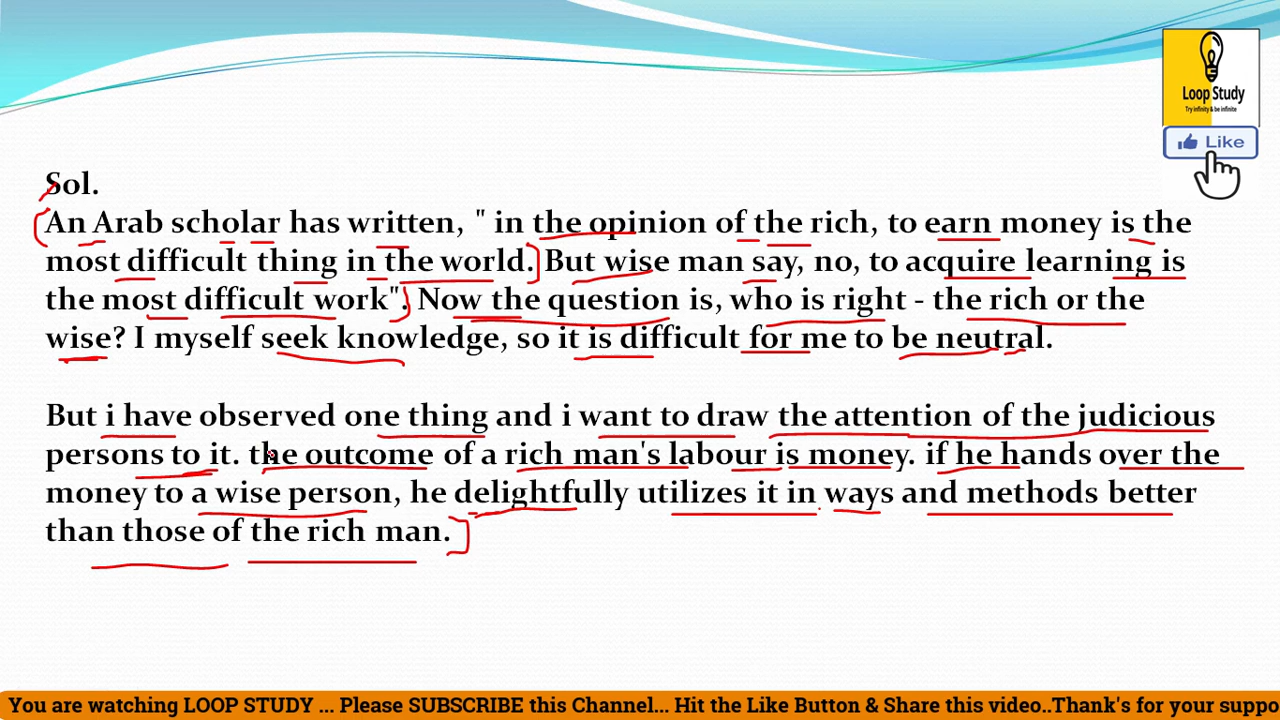 Loop Study
Try infinity & be infinite
Like
Sol.
An Arab scholar has written, " in the opinion of the rich, to earn money is the
most difficult thing in the world. But wise man say, no, to acquire learning is
the most difficult work". Now the question is, who is right - the rich or the
wise? I myself seek knowledge, so it is difficult for me to be neutral.
But i have observed one thing and i want to draw the attention of the judicious
persons to it. the outcome of a rich man's labour is money. if he hands over the
money to a wise person, he delightfully utilizes it in ways and methods better
than those of the rich man.
You are watching LOOP STUDY ... Please SUBSCRIBE this Channel... Hit the Like Button & Share this video..Thank's for your suppo